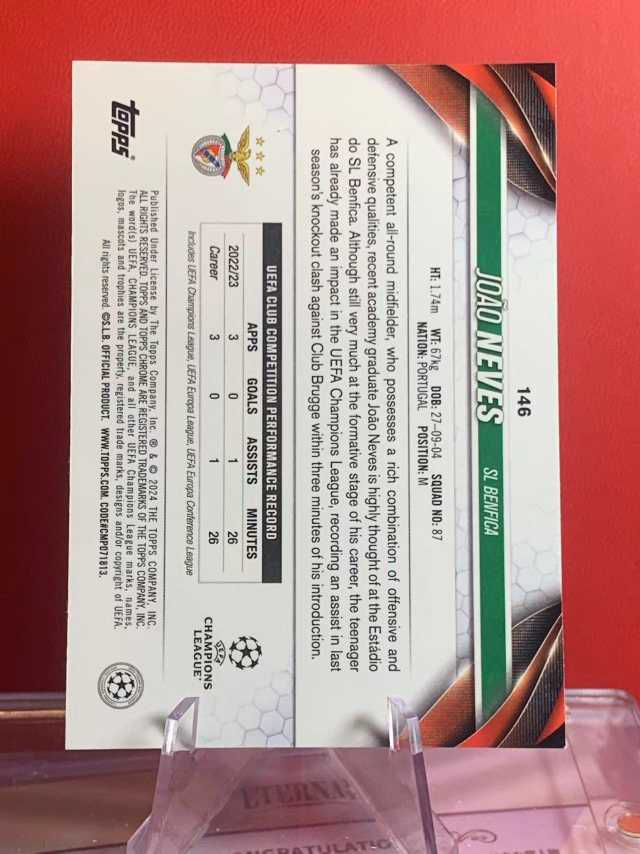 146
JOÃO NEVES SL BENFICA
HT: 1.74m WT: 67kg DOB: 27-09-04 SQUAD NO: 87
NATION: PORTUGAL POSITION: M
A competent all-round midfielder, who possesses a rich combination of offensive and
defensive qualities, recent academy graduate João Neves is highly thought of at the Estádio
do SL Benfica. Although still very much at the formative stage of his career, the teenager
has already made an impact in the UEFA Champions League, recording an assist in last
season's knockout clash against Club Brugge within three minutes of his introduction.
UEFA CLUB COMPETITION PERFORMANCE RECORD
APPS GOALS ASSISTS MINUTES
2022/23 3 0 1 26
Career 3 0 1 26
Includes UEFA Champions League, UEFA Europa League, UEFA Europa Conference League
UEFA
CHAMPIONS
LEAGUE
topps®
Published Under License by The Topps Company, Inc. ® & © 2024 THE TOPPS COMPANY, INC.
ALL RIGHTS RESERVED. TOPPS AND TOPPS CHROME ARE REGISTERED TRADEMARKS OF THE TOPPS COMPANY, INC.
The word(s) UEFA, CHAMPIONS LEAGUE, and all other UEFA Champions League marks, names,
logos, mascots and trophies are the property, registered trade marks, designs and/or copyright of UEFA.
All rights reserved. ©S.L.B. OFFICIAL PRODUCT. WWW.TOPPS.COM. CODE#CMP071813.
ETERNAL
CONGRATULATIO